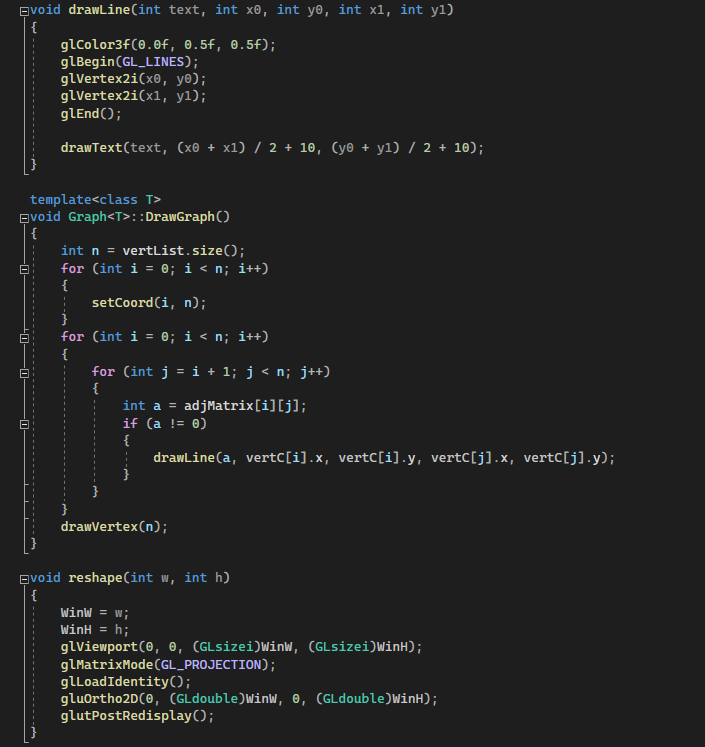 void drawLine(int text, int x0, int y0, int x1, int y1)
{
    glColor3f(0.0f, 0.5f, 0.5f);
    glBegin(GL_LINES);
    glVertex2i(x0, y0);
    glVertex2i(x1, y1);
    glEnd();

    drawText(text, (x0 + x1) / 2 + 10, (y0 + y1) / 2 + 10);
}

template<class T>
void Graph<T>::DrawGraph()
{
    int n = vertList.size();
    for (int i = 0; i < n; i++)
    {
        setCoord(i, n);
    }
    for (int i = 0; i < n; i++)
    {
        for (int j = i + 1; j < n; j++)
        {
            int a = adjMatrix[i][j];
            if (a != 0)
            {
                drawLine(a, vertC[i].x, vertC[i].y, vertC[j].x, vertC[j].y);
            }
        }
    }
    drawVertex(n);
}

void reshape(int w, int h)
{
    WinW = w;
    WinH = h;
    glViewport(0, 0, (GLsizei)WinW, (GLsizei)WinH);
    glMatrixMode(GL_PROJECTION);
    glLoadIdentity();
    gluOrtho2D(0, (GLdouble)WinW, 0, (GLdouble)WinH);
    glutPostRedisplay();
}